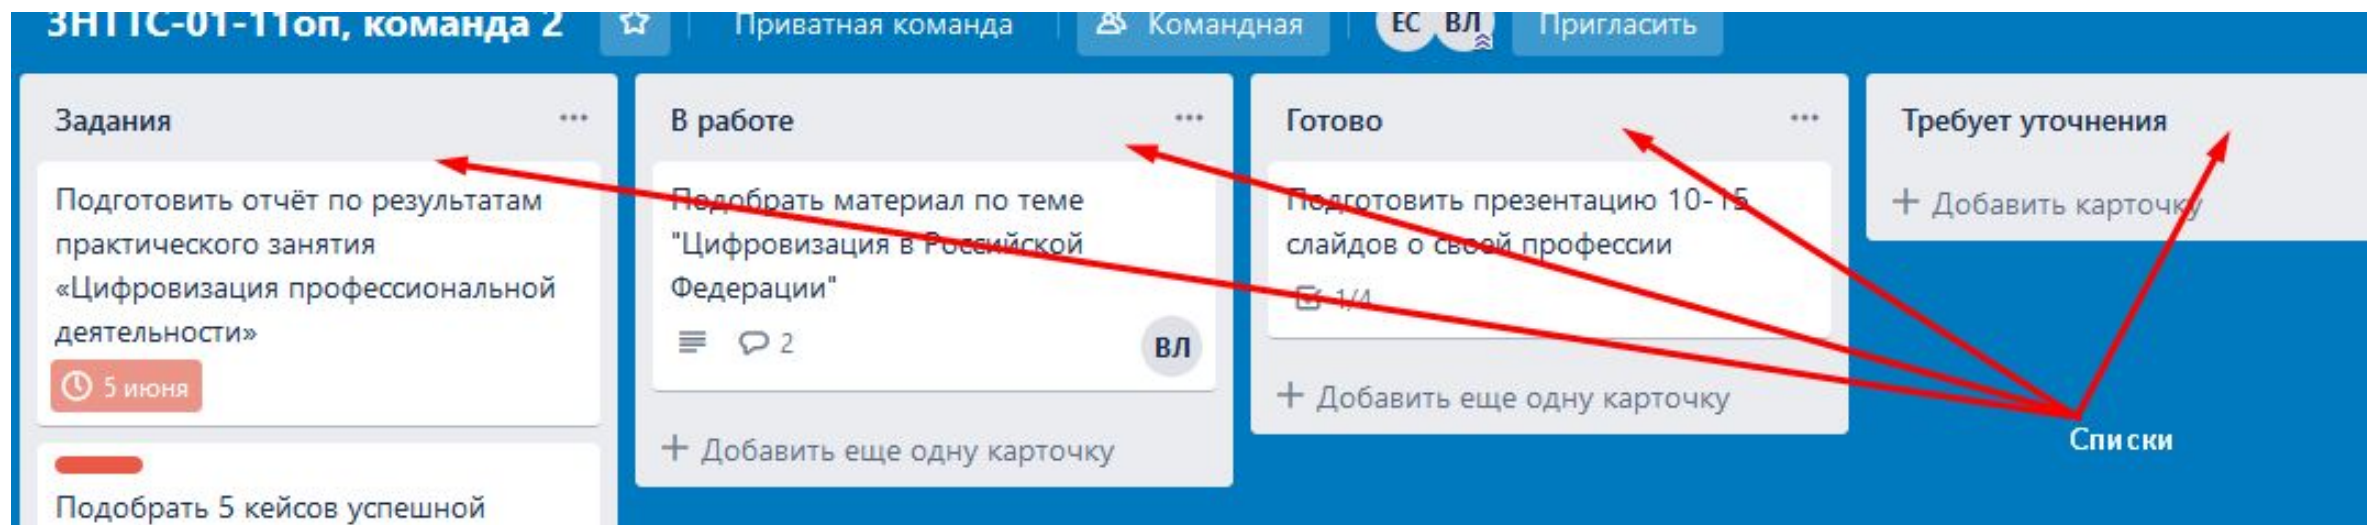 ЗНТТС-01-11оп, команда 2
Приватная команда
Командная
ЕС
ВЛ
Пригласить
Задания
Подготовить отчёт по результатам
практического занятия
«Цифровизация профессиональной
деятельности»
5 июня
Подобрать 5 кейсов успешной
В работе
Подобрать материал по теме
"Цифровизация в Российской
Федерации"
2
ВЛ
+ Добавить еще одну карточку
Готово
Подготовить презентацию 10-15
слайдов о своей профессии
1/4
+ Добавить еще одну карточку
Требует уточнения
+ Добавить карточку
Списки